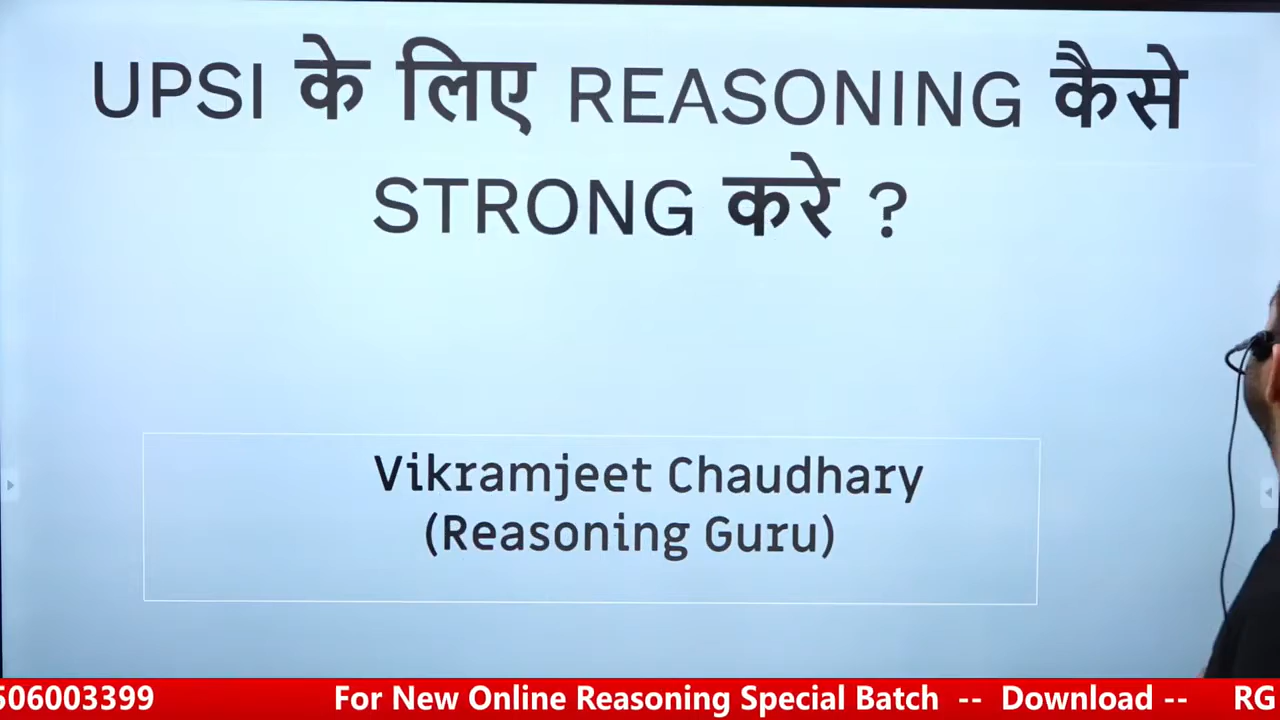 UPSI के लिए REASONING कैसे
STRONG करे ?
Vikramjeet Chaudhary
(Reasoning Guru)
506003399 For New Online Reasoning Special Batch -- Download -- RG